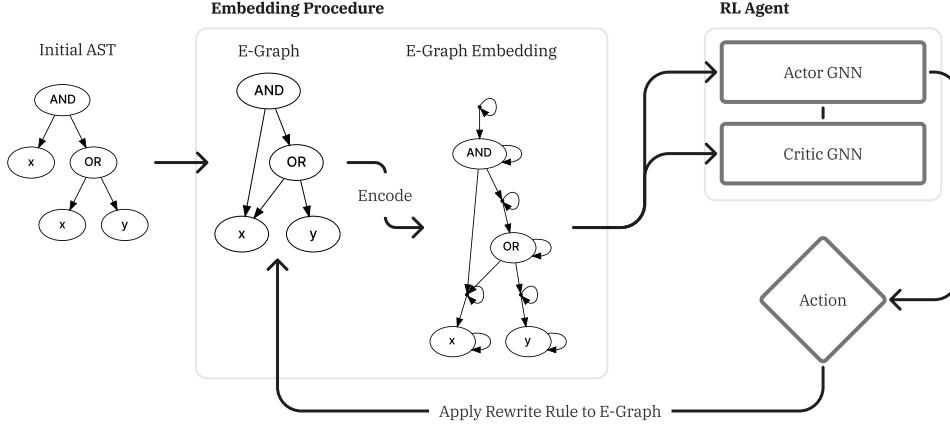 Embedding Procedure
RL Agent
Initial AST
E-Graph
E-Graph Embedding
AND
x
OR
x
y
AND
OR
x
y
Encode
AND
OR
x
y
Actor GNN
Critic GNN
Action
Apply Rewrite Rule to E-Graph